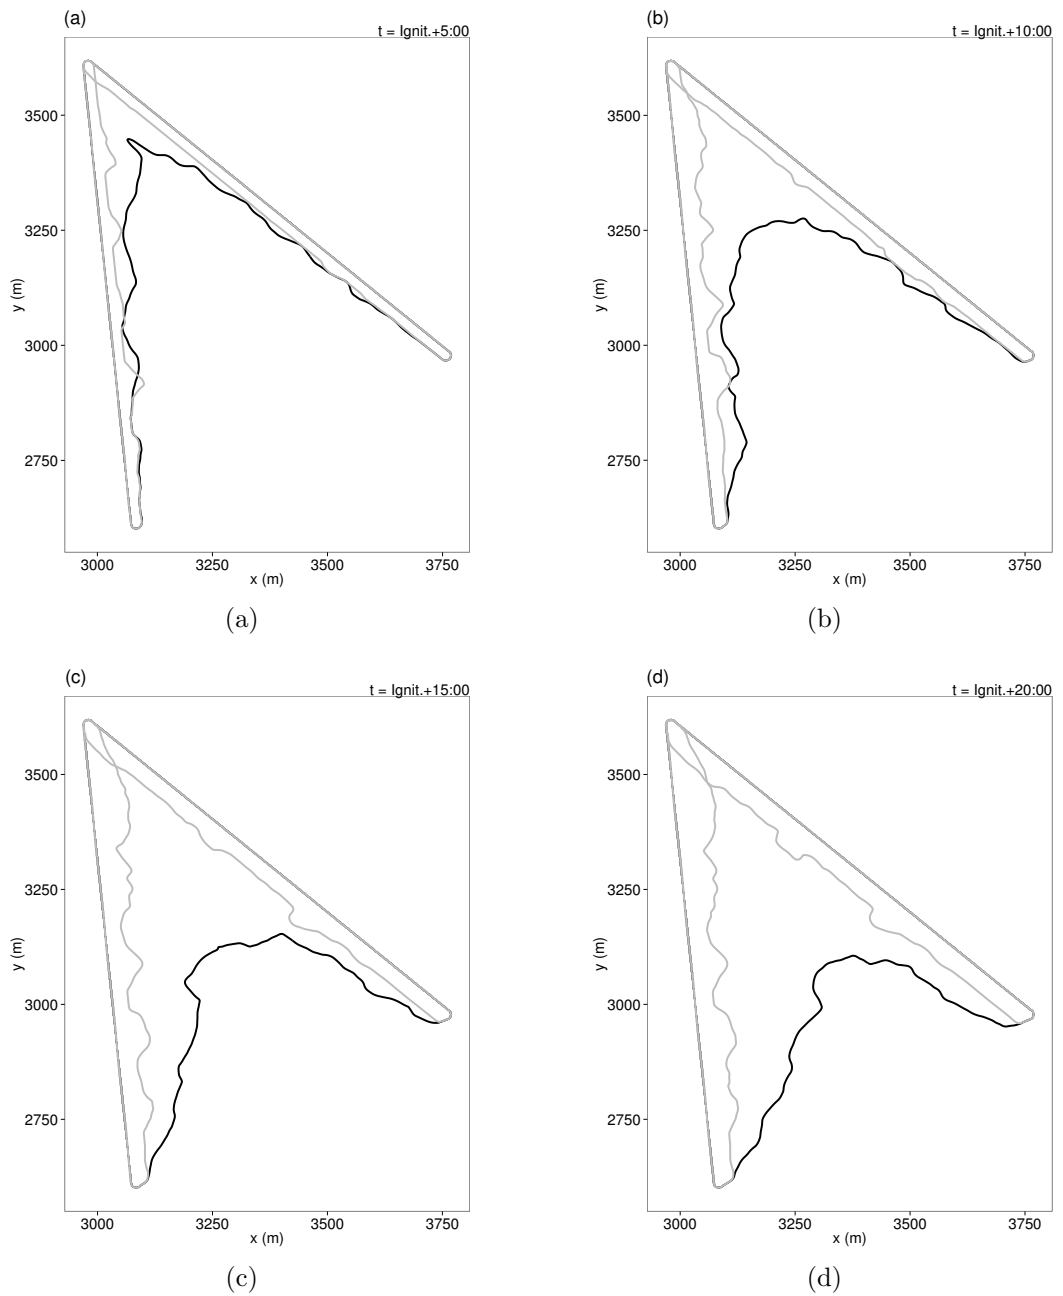 (a)
t = Ignit.+5:00
3500
3250
3000
2750
y (m)
3000 3250 3500 3750
x (m)
(a)
(b)
t = Ignit.+10:00
3500
3250
3000
2750
y (m)
3000 3250 3500 3750
x (m)
(b)
(c)
t = Ignit.+15:00
3500
3250
3000
2750
y (m)
3000 3250 3500 3750
x (m)
(c)
(d)
t = Ignit.+20:00
3500
3250
3000
2750
y (m)
3000 3250 3500 3750
x (m)
(d)